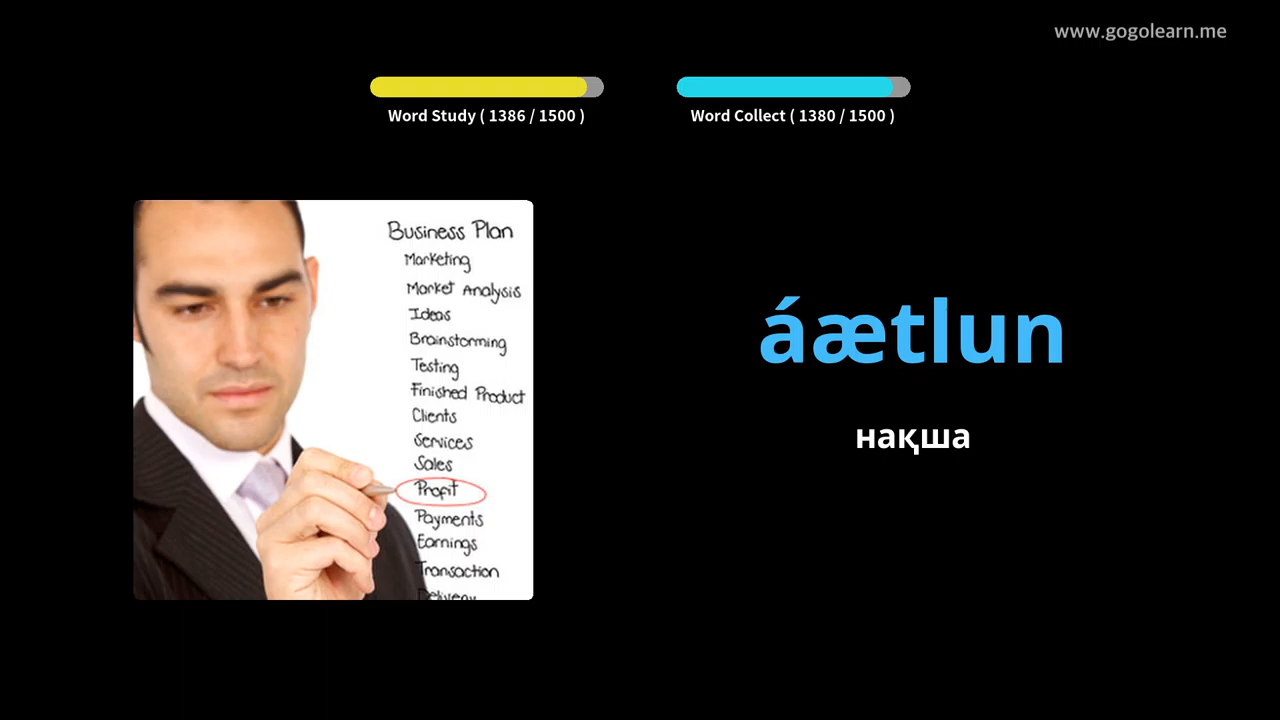 www.gogolearn.me
Word Study ( 1386 / 1500 )
Word Collect ( 1380 / 1500 )
Business Plan
Marketing
Market Analysis
Ideas
Brainstorming
Testing
Finished Product
Clients
Services
Sales
Profit
Payments
Earnings
Transaction
Delivery
áætlun
нақша